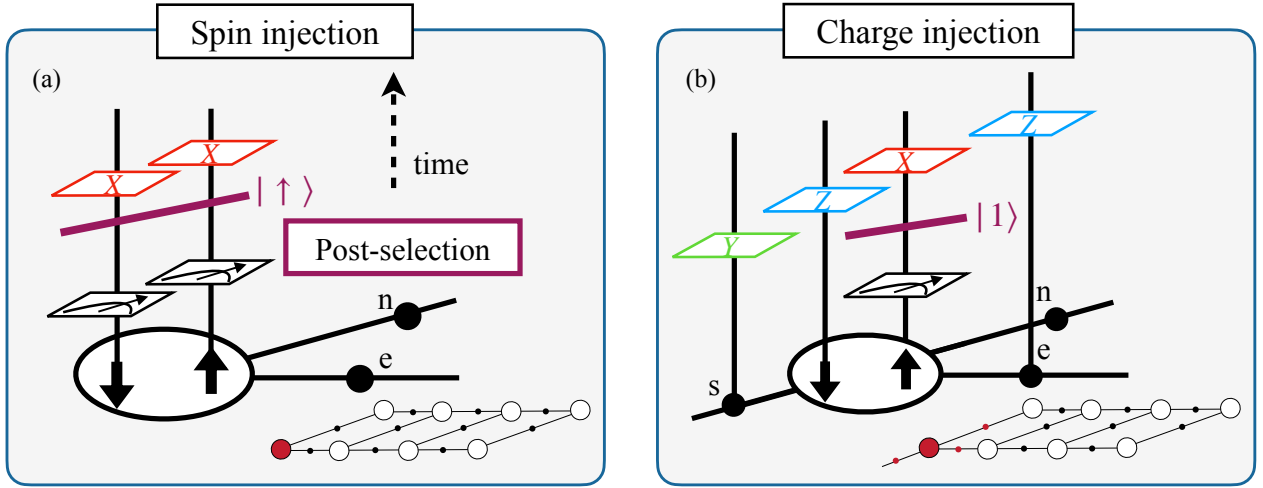 Spin injection
(a)
time
X
X
| ↑ ⟩
Post-selection
n
e
Charge injection
(b)
Z
X
Z
| 1 ⟩
Y
n
e
s